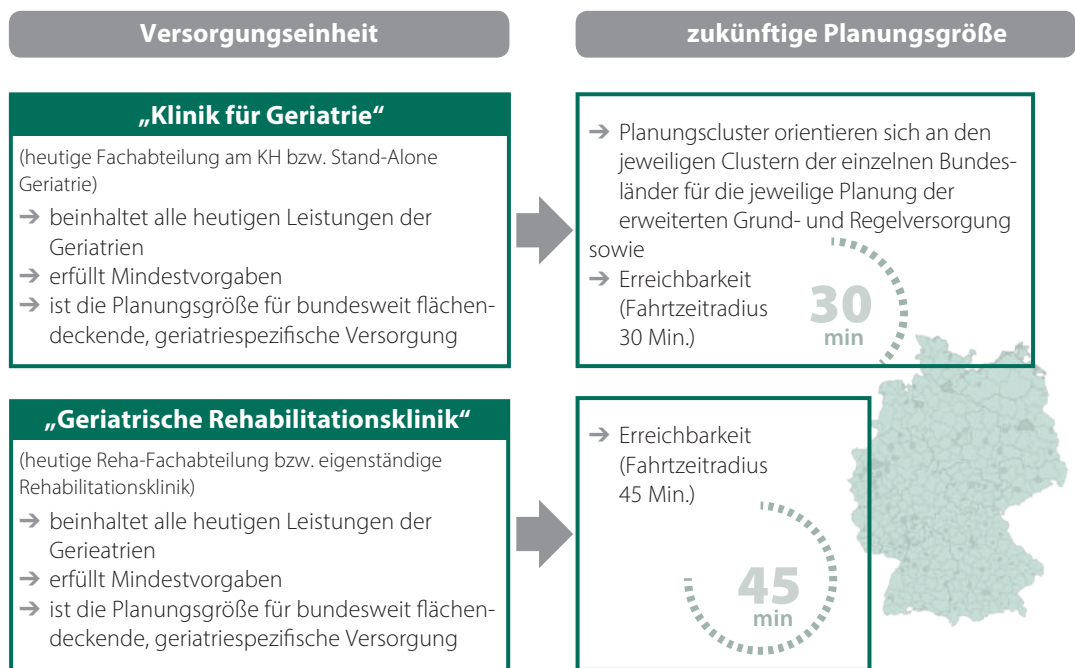 Versorgungseinheit
zukünftige Planungsgröße
„Klinik für Geriatrie“
(heutige Fachabteilung am KH bzw. Stand-Alone
Geriatrie)
➔ beinhaltet alle heutigen Leistungen der
Geriatrien
➔ erfüllt Mindestvorgaben
➔ ist die Planungsgröße für bundesweit flächen-
deckende, geriatriespezifische Versorgung
➔ Planungscluster orientieren sich an den
jeweiligen Clustern der einzelnen Bundes-
länder für die jeweilige Planung der
erweiterten Grund- und Regelversorgung
sowie
➔ Erreichbarkeit
(Fahrtzeitradius
30 Min.)
30
min
„Geriatrische Rehabilitationsklinik“
(heutige Reha-Fachabteilung bzw. eigenständige
Rehabilitationsklinik)
➔ beinhaltet alle heutigen Leistungen der
Gerieatrien
➔ erfüllt Mindestvorgaben
➔ ist die Planungsgröße für bundesweit flächen-
deckende, geriatriespezifische Versorgung
➔ Erreichbarkeit
(Fahrtzeitradius
45 Min.)
45
min